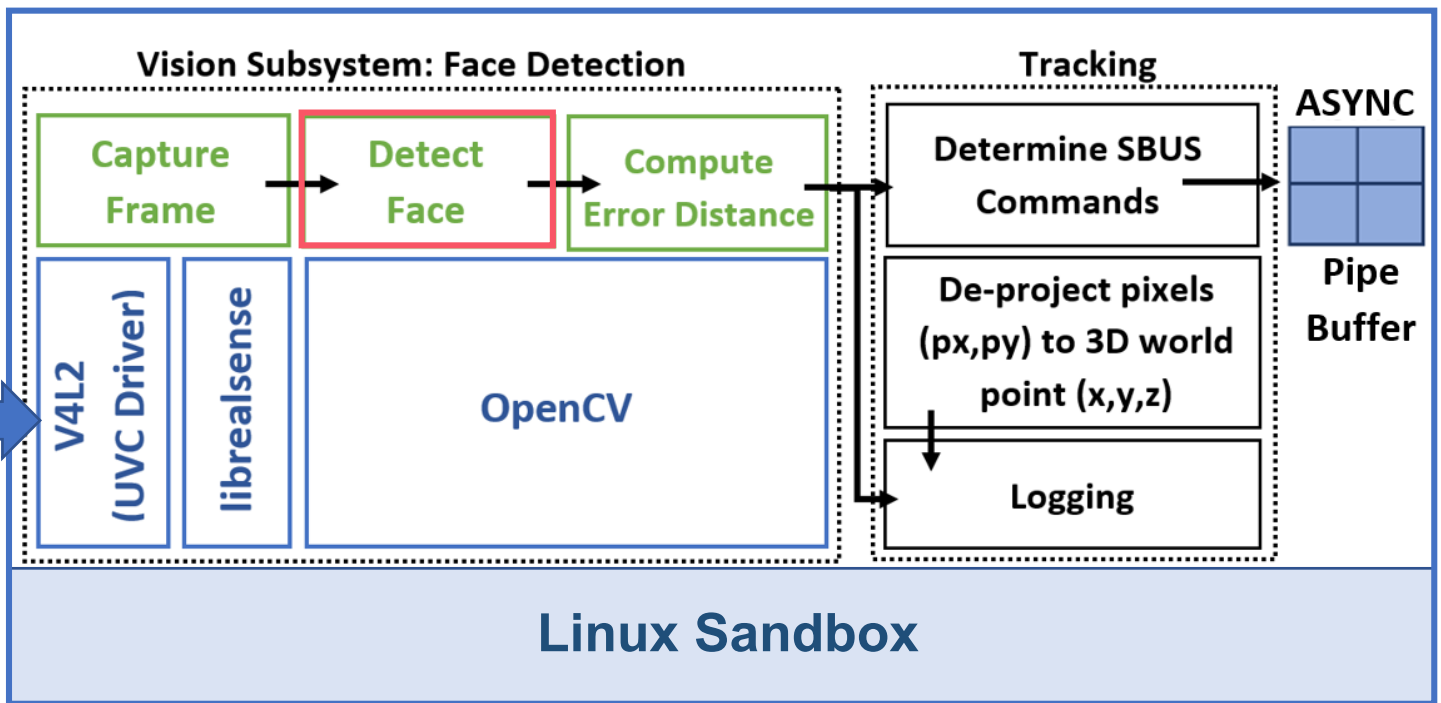 Vision Subsystem: Face Detection
Capture
Frame
Detect
Face
Compute
Error Distance
V4L2
(UVC Driver)
librealsense
OpenCV
Tracking
Determine SBUS
Commands
De-project pixels
(px,py) to 3D world
point (x,y,z)
Logging
ASYNC
Pipe
Buffer
Linux Sandbox